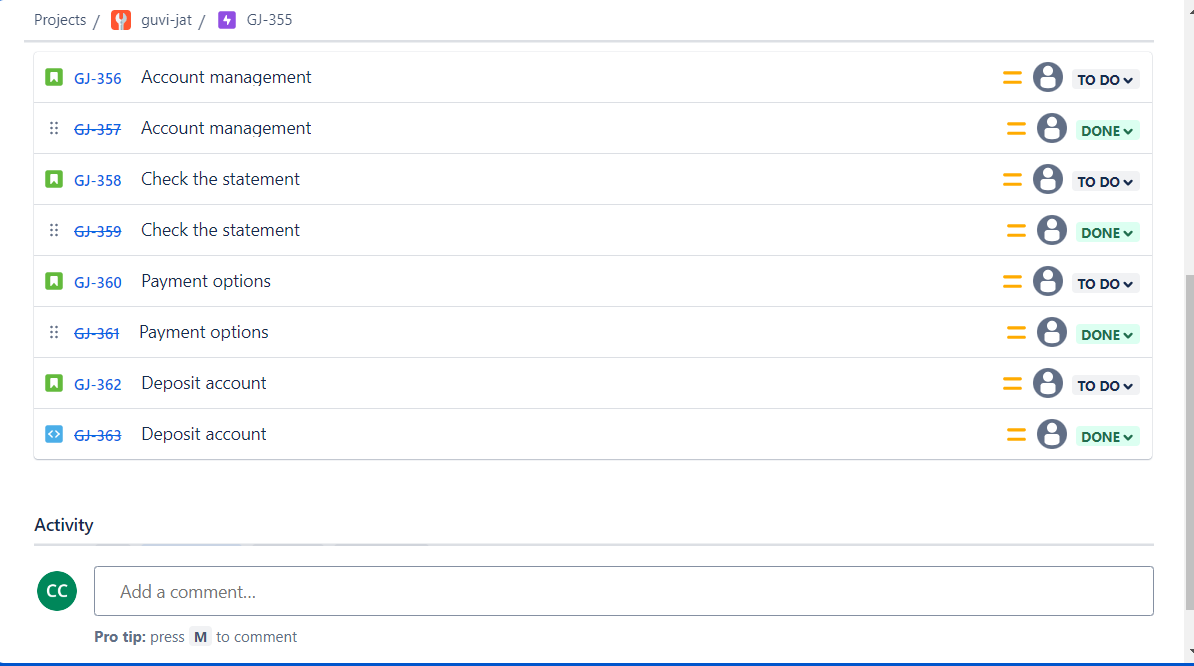 Projects / guvi-jat / GJ-355
GJ-356 Account management TO DO
GJ-357 Account management DONE
GJ-358 Check the statement TO DO
GJ-359 Check the statement DONE
GJ-360 Payment options TO DO
GJ-361 Payment options DONE
GJ-362 Deposit account TO DO
GJ-363 Deposit account DONE
Activity
CC Add a comment...
Pro tip: press M to comment